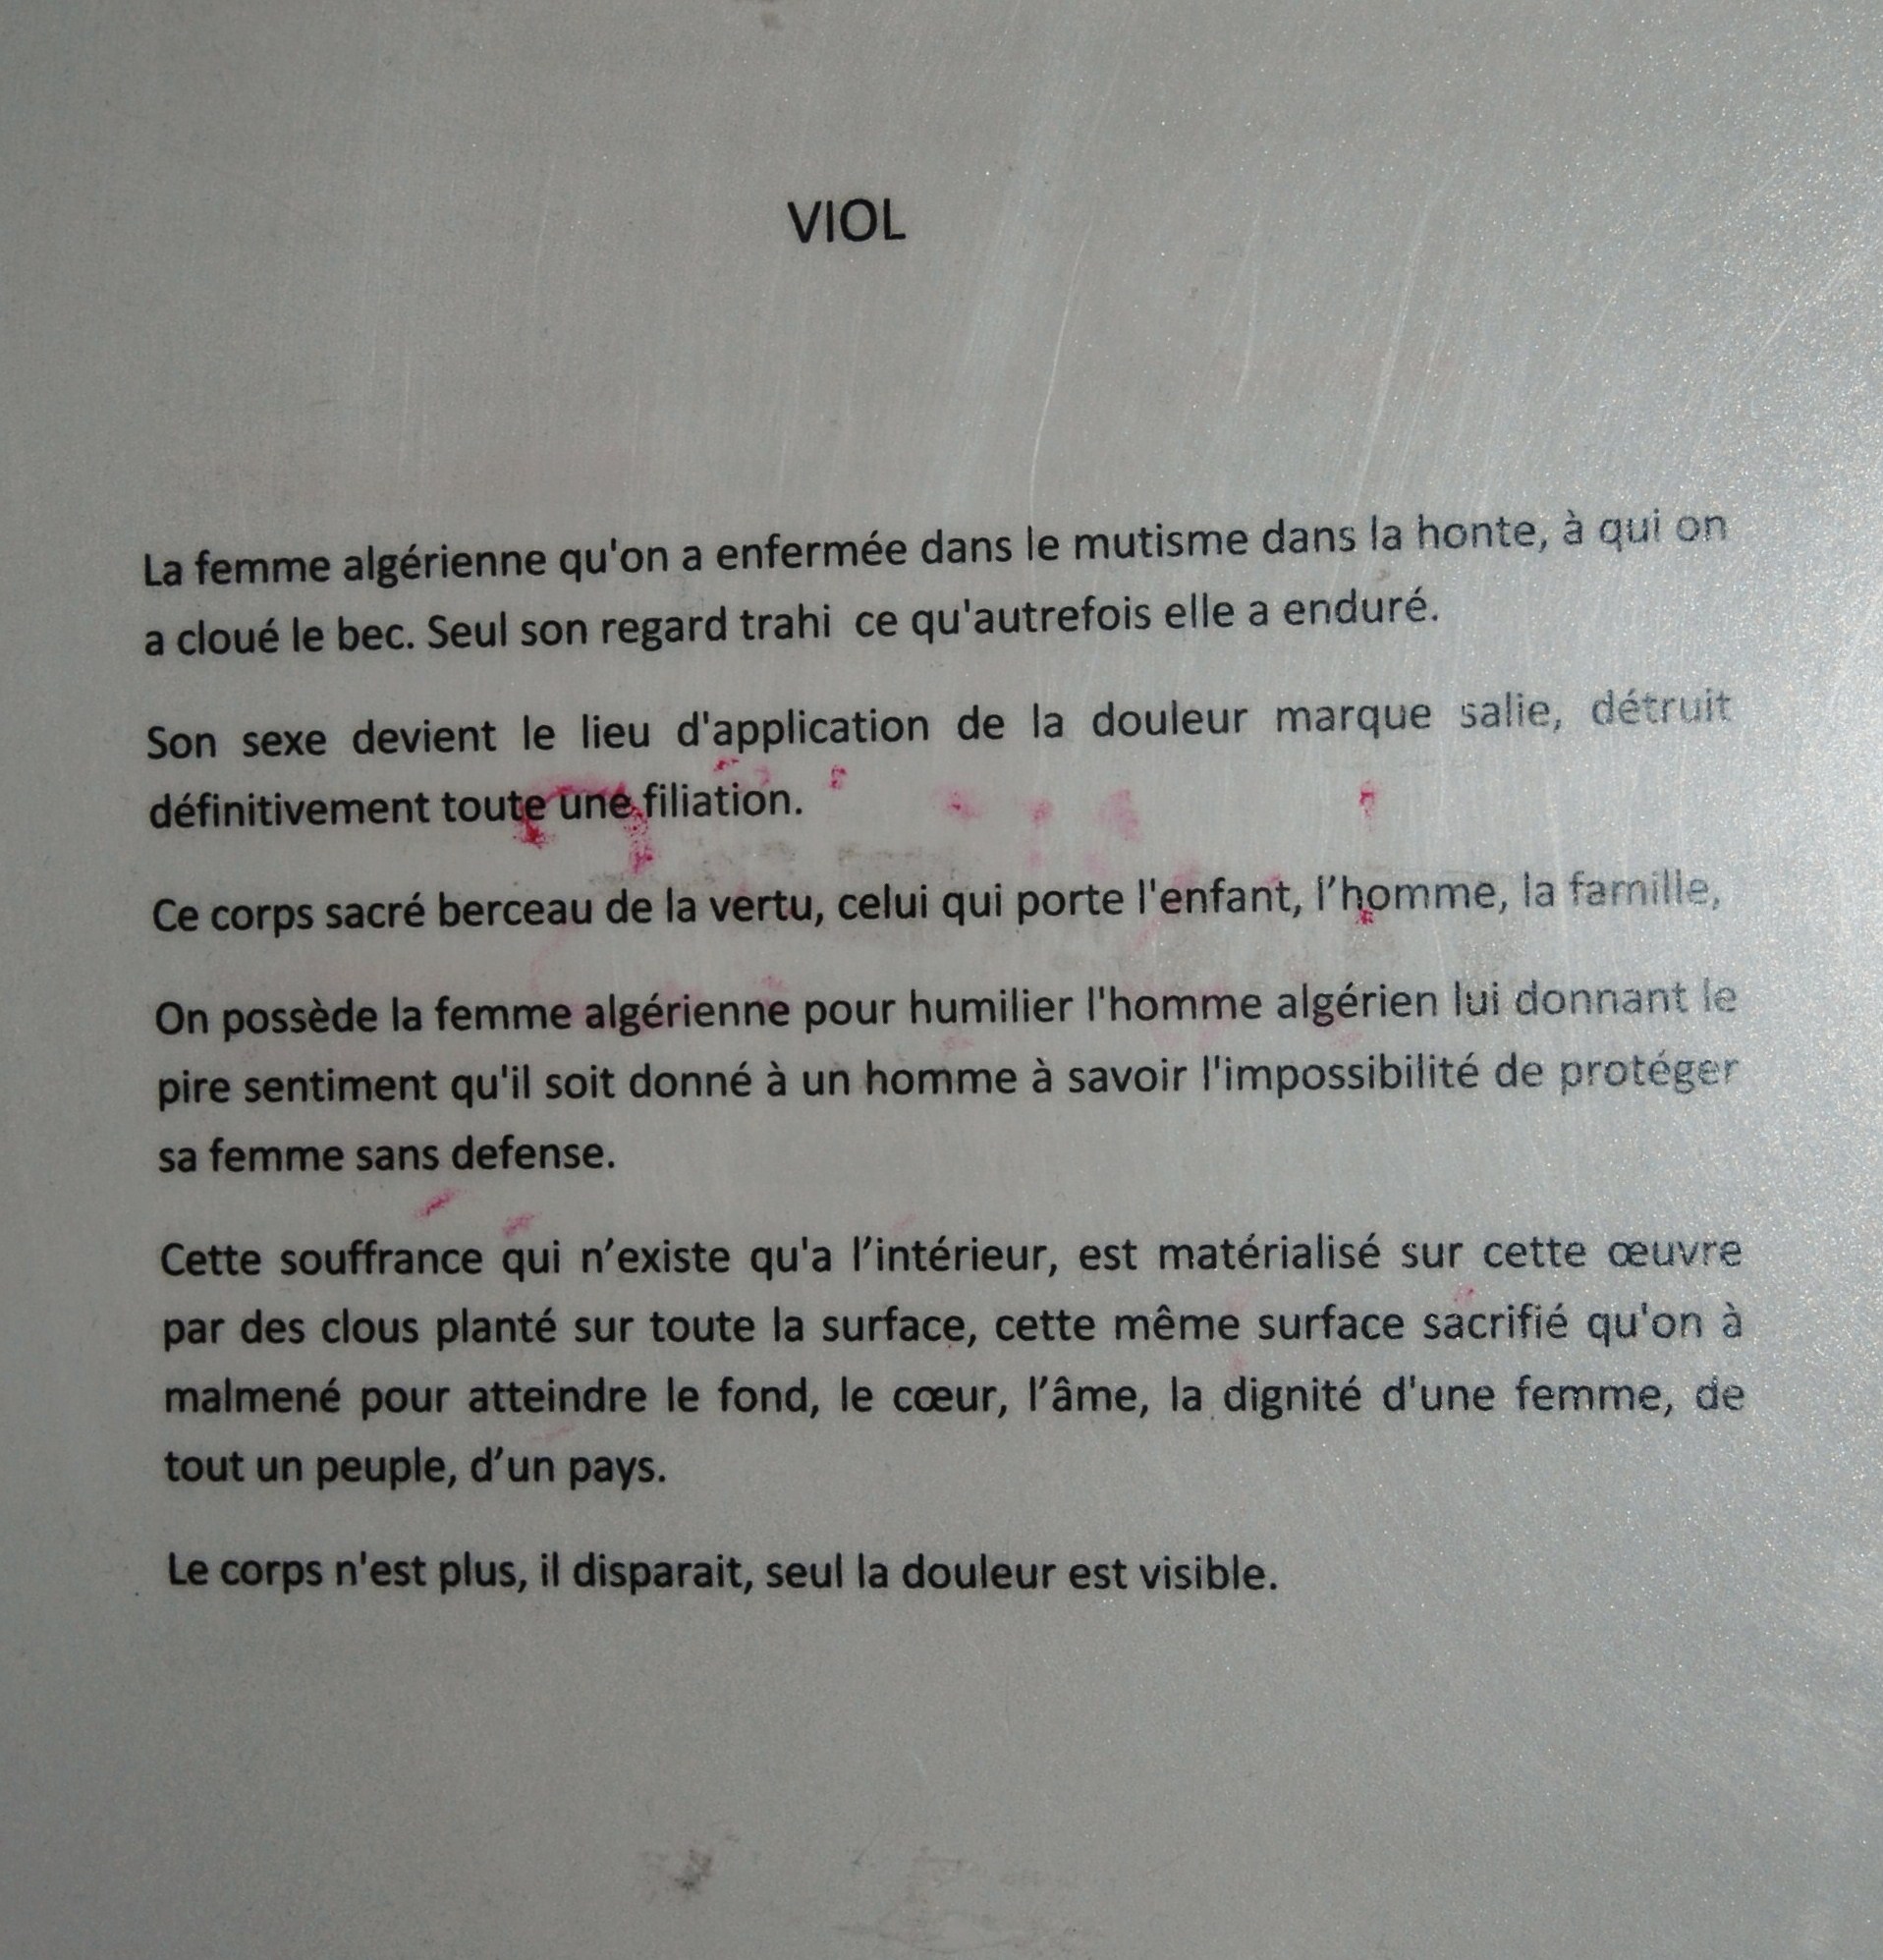 VIOL
La femme algérienne qu'on a enfermée dans le mutisme dans la honte, à qui on
a cloué le bec. Seul son regard trahi ce qu'autrefois elle a enduré.
Son sexe devient le lieu d'application de la douleur marque salie, détruit
définitivement toute une filiation.
Ce corps sacré berceau de la vertu, celui qui porte l'enfant, l’homme, la famille,
On possède la femme algérienne pour humilier l'homme algérien lui donnant le
pire sentiment qu'il soit donné à un homme à savoir l'impossibilité de protéger
sa femme sans defense.
Cette souffrance qui n’existe qu'a l’intérieur, est matérialisé sur cette œuvre
par des clous planté sur toute la surface, cette même surface sacrifié qu'on à
malmené pour atteindre le fond, le cœur, l’âme, la dignité d'une femme, de
tout un peuple, d’un pays.
Le corps n'est plus, il disparait, seul la douleur est visible.